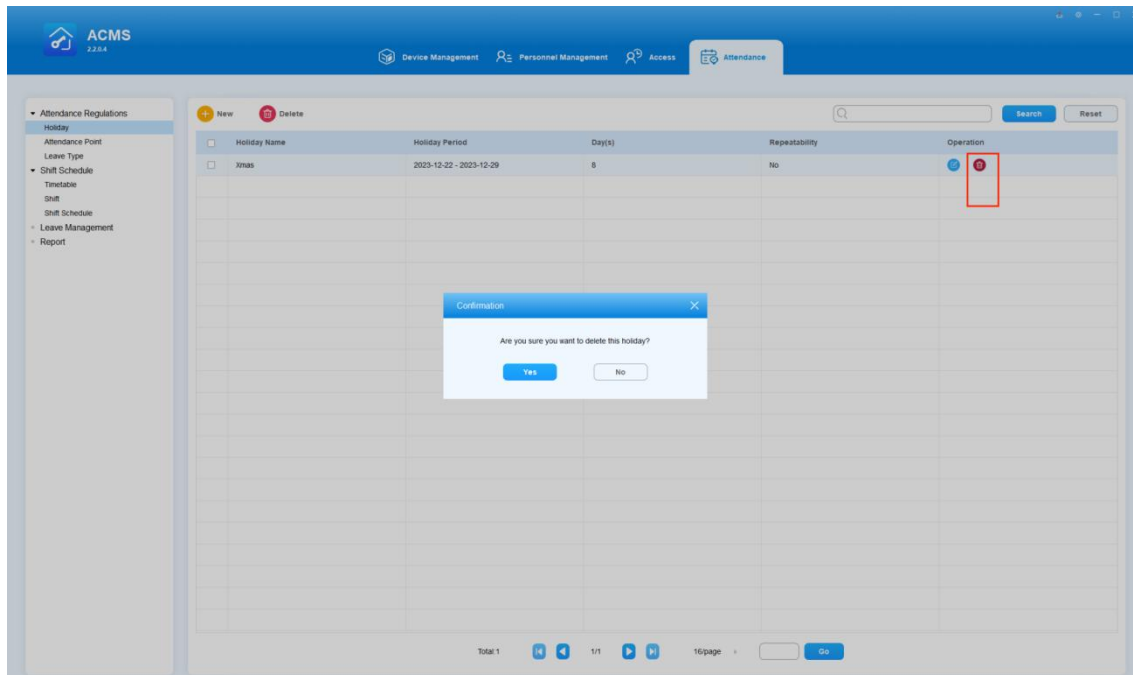 ACMS
2.2.0.4
Device Management Personnel Management Access Attendance
Attendance Regulations
Holiday
Attendance Point
Leave Type
Shift Schedule
Timetable
Shift
Shift Schedule
Leave Management
Report
New Delete Search Reset
Holiday Name Holiday Period Day(s) Repeatability Operation
Xmas 2023-12-22 - 2023-12-29 8 No
Confirmation
Are you sure you want to delete this holiday?
Yes No
Total:1 1/1 16/page Go